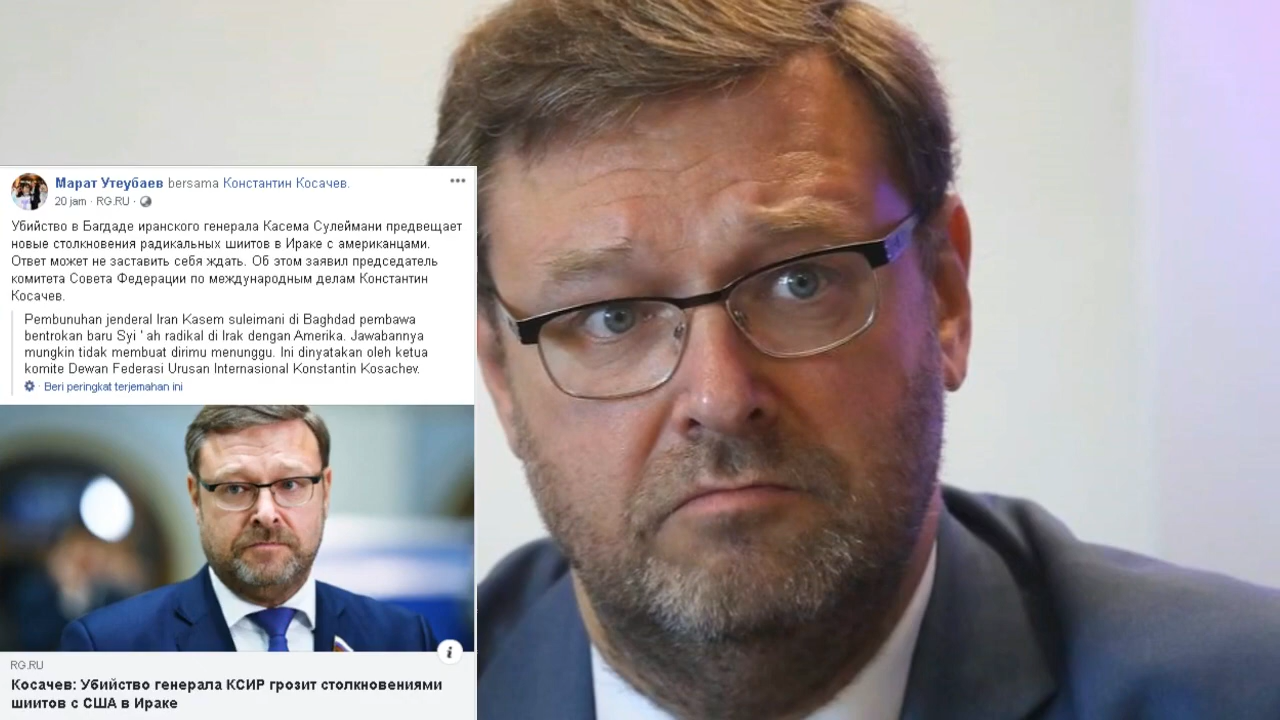 Марат Утеубаев bersama Константин Косачев.
20 jam · RG.RU ·
Убийство в Багдаде иранского генерала Касема Сулеймани предвещает
новые столкновения радикальных шиитов в Ираке с американцами.
Ответ может не заставить себя ждать. Об этом заявил председатель
комитета Совета Федерации по международным делам Константин
Косачев.
Pembunuhan jenderal Iran Kasem suleimani di Baghdad pembawa
bentrokan baru Syi ' ah radikal di Irak dengan Amerika. Jawabannya
mungkin tidak membuat dirimu menunggu. Ini dinyatakan oleh ketua
komite Dewan Federasi Urusan Internasional Konstantin Kosachev.
Beri peringkat terjemahan ini
RG.RU
Косачев: Убийство генерала КСИР грозит столкновениями
шиитов с США в Ираке